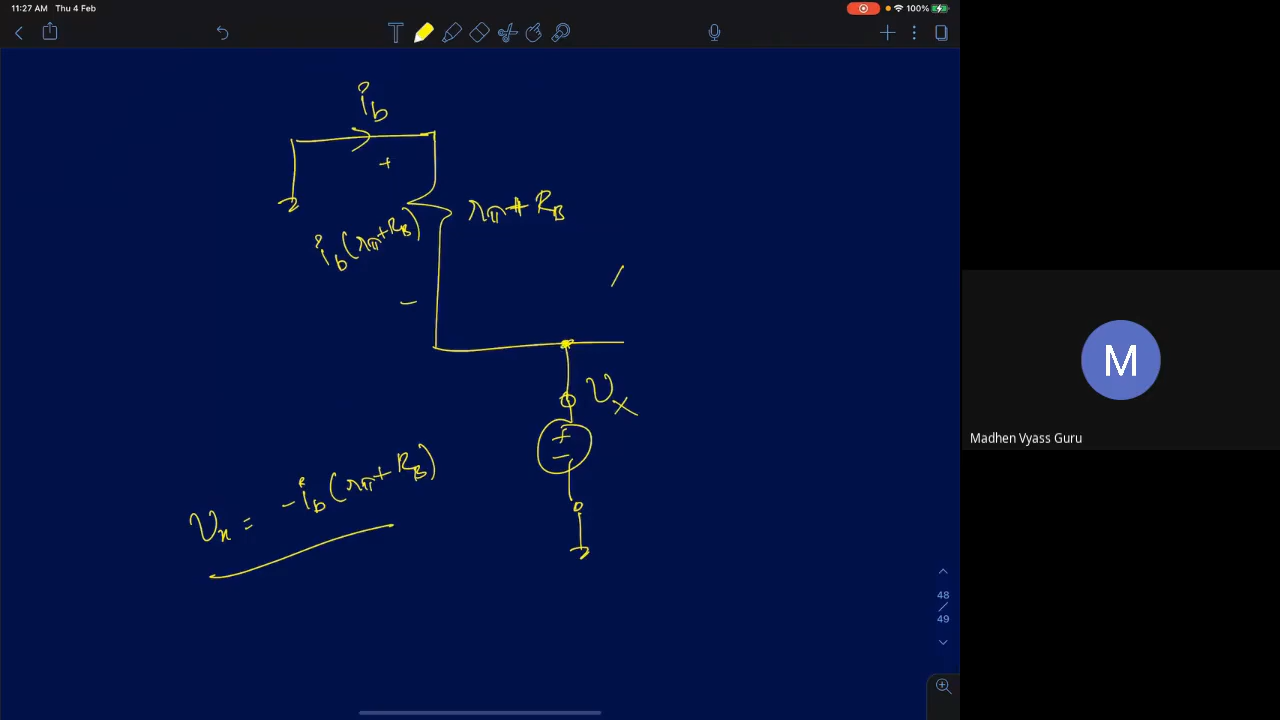 11:27 AM Thu 4 Feb
100%
T
i_b
+
i_b(rπ+R_B)
rπ+R_B
−
V_x
+
−
V_x = −i_b(rπ+R_B)
48
/
49
M
Madhen Vyass Guru